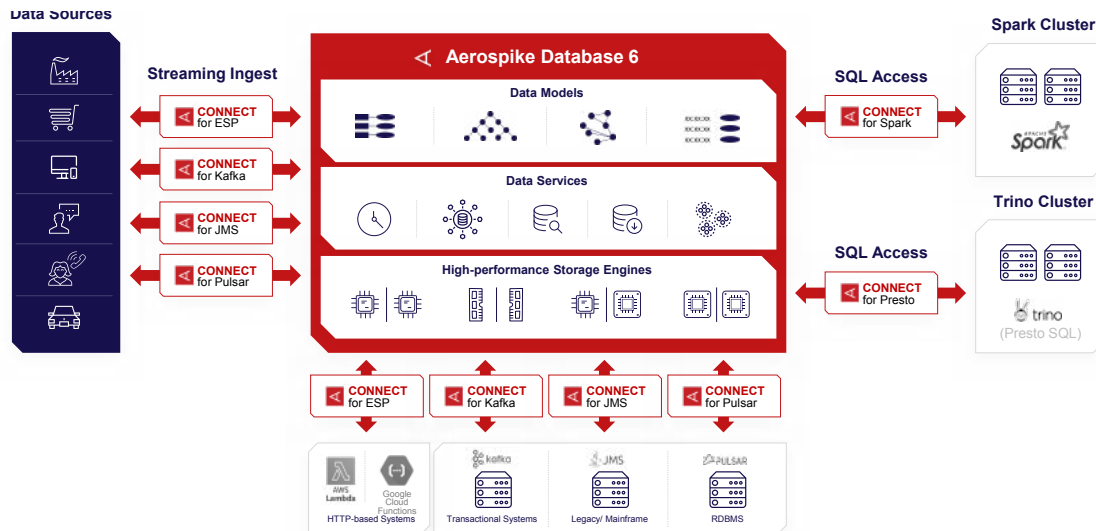 Data Sources
Streaming Ingest
CONNECT
for ESP
CONNECT
for Kafka
CONNECT
for JMS
CONNECT
for Pulsar
Aerospike Database 6
Data Models
Data Services
High-performance Storage Engines
SQL Access
CONNECT
for Spark
SQL Access
CONNECT
for Presto
Spark Cluster
APACHE
Spark
Trino Cluster
trino
(Presto SQL)
CONNECT
for ESP
CONNECT
for Kafka
CONNECT
for JMS
CONNECT
for Pulsar
AWS
Lambda
Google
Cloud
Functions
HTTP-based Systems
kafka
Transactional Systems
JMS
Legacy/ Mainframe
PULSAR
RDBMS